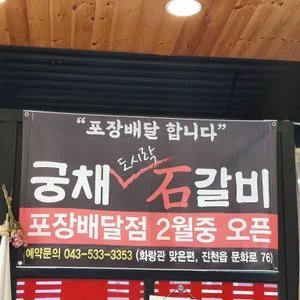 “포장배달 합니다”
도시락
궁채 석갈비
포장배달점 2월중 오픈
예약문의 043-533-3353 (화랑관 맞은편, 진천읍 문화로 76)